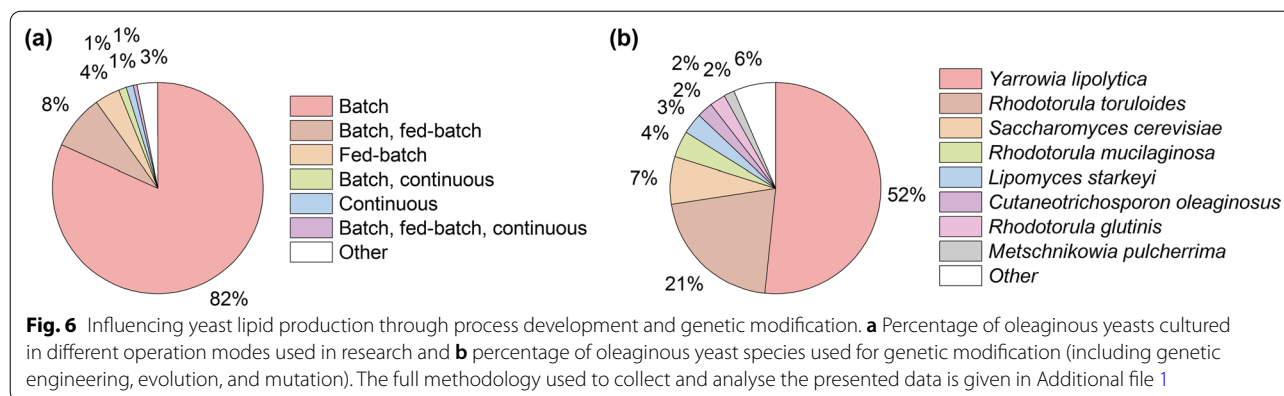 (a)
1% 1%
4% 1% 3%
8%
82%
Batch
Batch, fed-batch
Fed-batch
Batch, continuous
Continuous
Batch, fed-batch, continuous
Other
(b)
2% 2% 6%
2%
3%
4%
7%
21%
52%
Yarrowia lipolytica
Rhodotorula toruloides
Saccharomyces cerevisiae
Rhodotorula mucilaginosa
Lipomyces starkeyi
Cutaneotrichosporon oleaginosus
Rhodotorula glutinis
Metschnikowia pulcherrima
Other
Fig. 6 Influencing yeast lipid production through process development and genetic modification. a Percentage of oleaginous yeasts cultured
in different operation modes used in research and b percentage of oleaginous yeast species used for genetic modification (including genetic
engineering, evolution, and mutation). The full methodology used to collect and analyse the presented data is given in Additional file 1